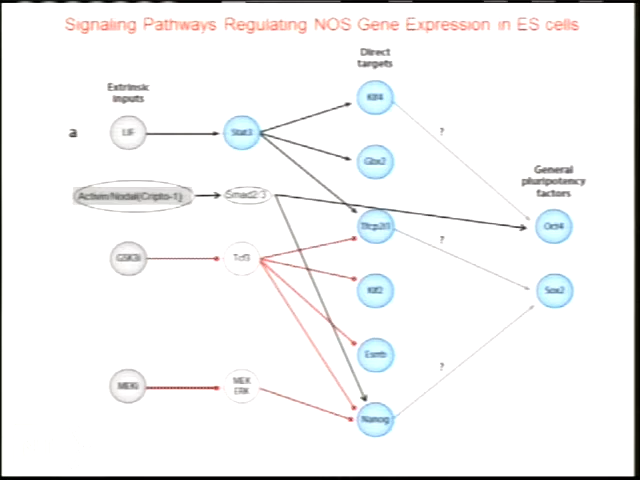 Signaling Pathways Regulating NOS Gene Expression in ES cells
Direct
targets
Extrinsic
inputs
Klf4
a
LIF
Stat3
?
Gbx2
General
pluripotency
factors
Activin/Nodal(Cripto-1)
Smad2/3
Tfcp2l1
Oct4
?
GSK3i
Tcf3
Klf2
Sox2
Esrrb
?
MEKi
MEK
ERK
Nanog